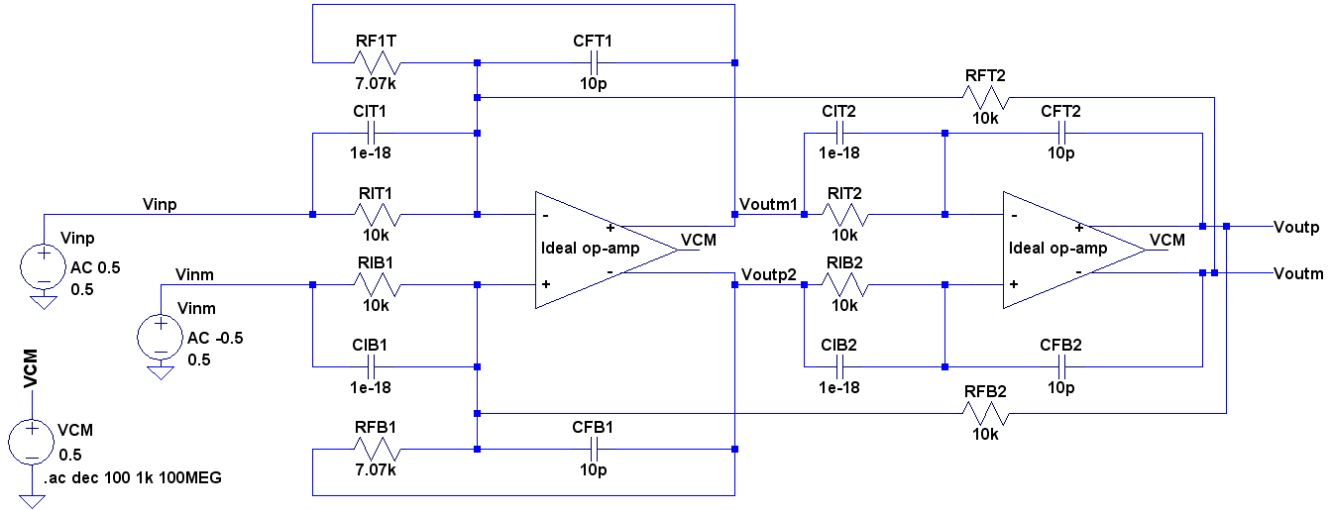 RF1T
7.07k
CFT1
10p
RFT2
10k
CIT1
1e-18
CIT2
1e-18
CFT2
10p
Vinp
RIT1
10k
-
+
Ideal op-amp
VCM
-
+
Voutm1
RIT2
10k
-
+
Ideal op-amp
VCM
-
+
Voutp
Voutm
Vinp
AC 0.5
0.5
+
-
Vinm
RIB1
10k
Voutp2
RIB2
10k
Vinm
AC -0.5
0.5
+
-
CIB1
1e-18
CIB2
1e-18
CFB2
10p
VCM
RFB2
10k
VCM
0.5
+
-
.ac dec 100 1k 100MEG
RFB1
7.07k
CFB1
10p